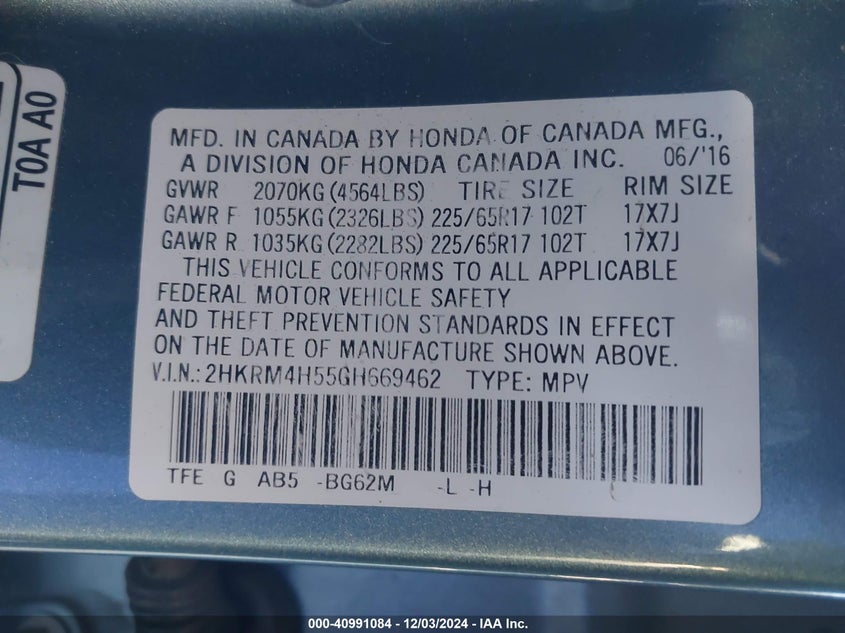 T0A A0
MFD. IN CANADA BY HONDA OF CANADA MFG.,
A DIVISION OF HONDA CANADA INC. 06/'16
GVWR 2070KG (4564LBS) TIRE SIZE RIM SIZE
GAWR F 1055KG (2326LBS) 225/65R17 102T 17X7J
GAWR R 1035KG (2282LBS) 225/65R17 102T 17X7J
THIS VEHICLE CONFORMS TO ALL APPLICABLE
FEDERAL MOTOR VEHICLE SAFETY
AND THEFT PREVENTION STANDARDS IN EFFECT
ON THE DATE OF MANUFACTURE SHOWN ABOVE.
V.I.N.: 2HKRM4H55GH669462 TYPE: MPV
TFE G AB5 -BG62M -L -H
000-40991084 - 12/03/2024 - IAA Inc.